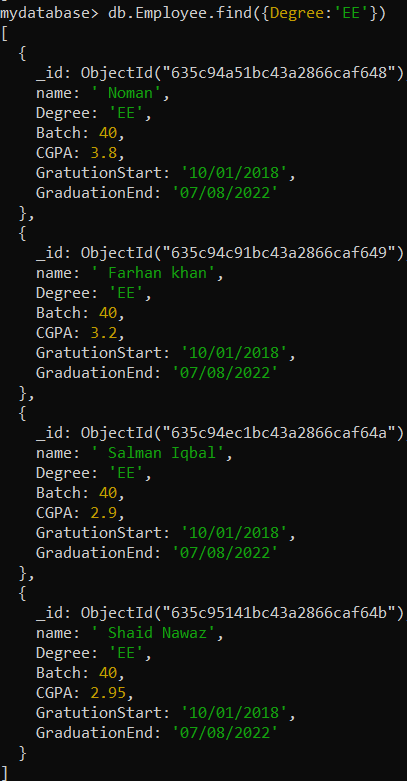 mydatabase> db.Employee.find({Degree:'EE'})
[
  {
    _id: ObjectId("635c94a51bc43a2866caf648")
    name: ' Noman',
    Degree: 'EE',
    Batch: 40,
    CGPA: 3.8,
    GratutionStart: '10/01/2018',
    GraduationEnd: '07/08/2022'
  },
  {
    _id: ObjectId("635c94c91bc43a2866caf649")
    name: ' Farhan khan',
    Degree: 'EE',
    Batch: 40,
    CGPA: 3.2,
    GratutionStart: '10/01/2018',
    GraduationEnd: '07/08/2022'
  },
  {
    _id: ObjectId("635c94ec1bc43a2866caf64a")
    name: ' Salman Iqbal',
    Degree: 'EE',
    Batch: 40,
    CGPA: 2.9,
    GratutionStart: '10/01/2018',
    GraduationEnd: '07/08/2022'
  },
  {
    _id: ObjectId("635c95141bc43a2866caf64b")
    name: ' Shaid Nawaz',
    Degree: 'EE',
    Batch: 40,
    CGPA: 2.95,
    GratutionStart: '10/01/2018',
    GraduationEnd: '07/08/2022'
  }
]